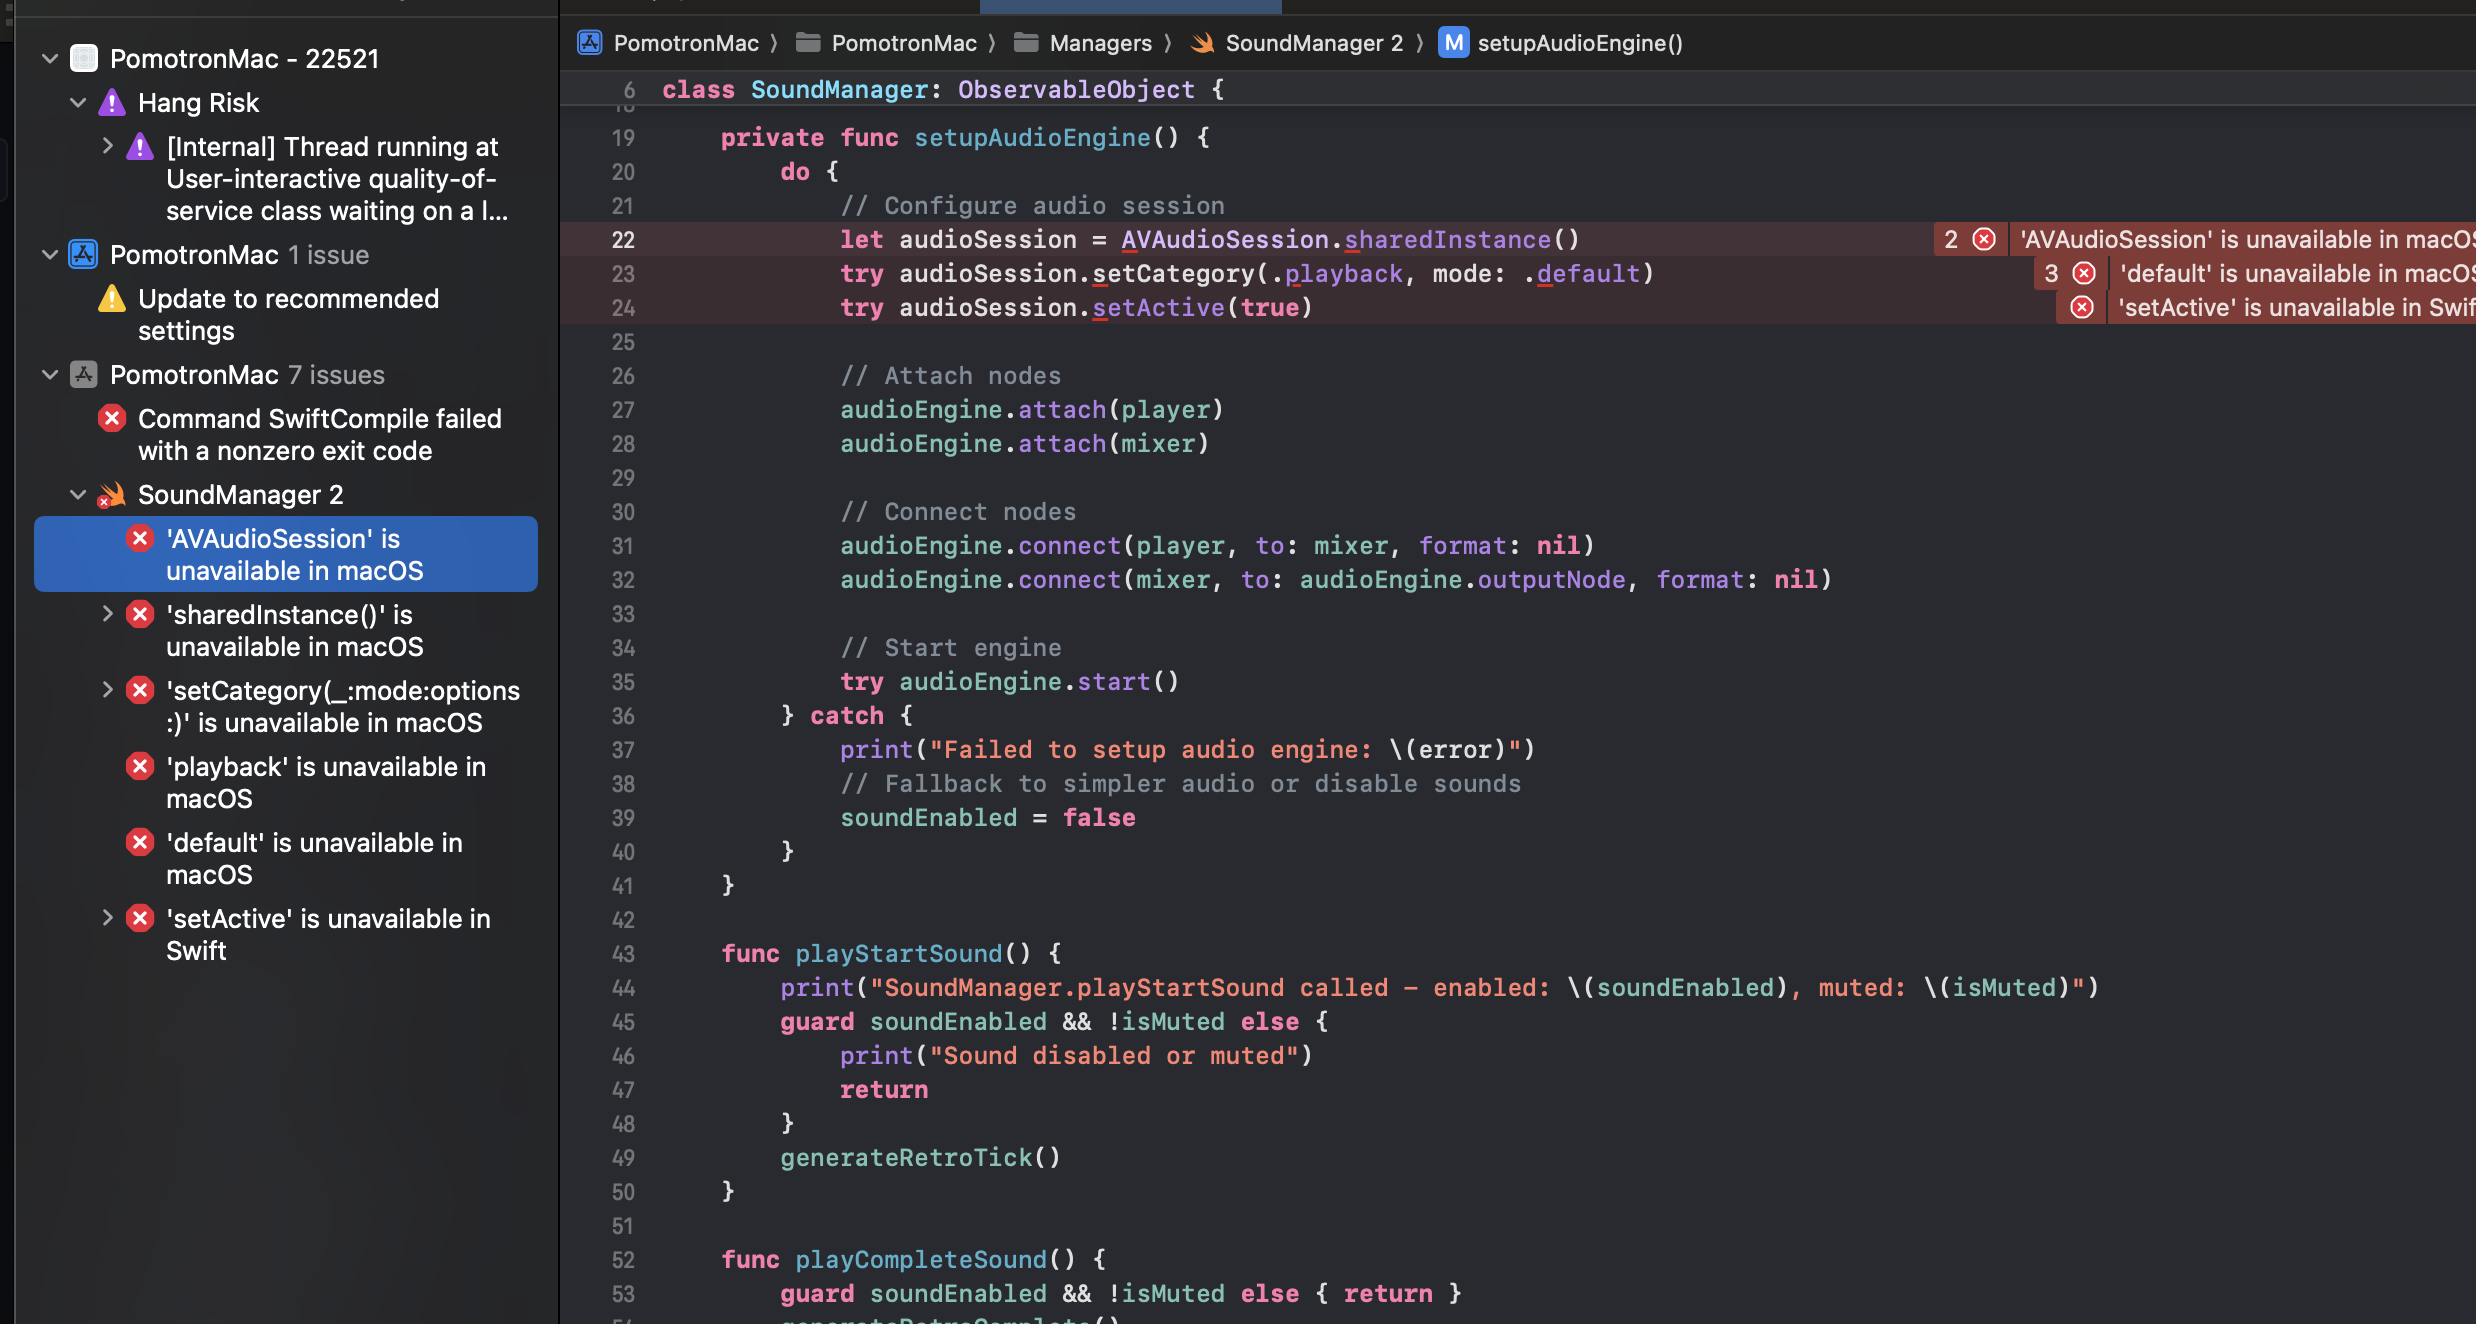 PomotronMac - 22521
Hang Risk
[Internal] Thread running at
User-interactive quality-of-
service class waiting on a l...
PomotronMac 1 issue
Update to recommended
settings
PomotronMac 7 issues
Command SwiftCompile failed
with a nonzero exit code
SoundManager 2
'AVAudioSession' is
unavailable in macOS
'sharedInstance()' is
unavailable in macOS
'setCategory(_:mode:options
:)' is unavailable in macOS
'playback' is unavailable in
macOS
'default' is unavailable in
macOS
'setActive' is unavailable in
Swift
PomotronMac 〉 PomotronMac 〉 Managers 〉 SoundManager 2 〉 M setupAudioEngine()
6 class SoundManager: ObservableObject {
19 private func setupAudioEngine() {
20 do {
21 // Configure audio session
22 let audioSession = AVAudioSession.sharedInstance() 2 'AVAudioSession' is unavailable in macOS
23 try audioSession.setCategory(.playback, mode: .default) 3 'default' is unavailable in macOS
24 try audioSession.setActive(true) 'setActive' is unavailable in Swif
25
26 // Attach nodes
27 audioEngine.attach(player)
28 audioEngine.attach(mixer)
29
30 // Connect nodes
31 audioEngine.connect(player, to: mixer, format: nil)
32 audioEngine.connect(mixer, to: audioEngine.outputNode, format: nil)
33
34 // Start engine
35 try audioEngine.start()
36 } catch {
37 print("Failed to setup audio engine: \(error)")
38 // Fallback to simpler audio or disable sounds
39 soundEnabled = false
40 }
41 }
42
43 func playStartSound() {
44 print("SoundManager.playStartSound called – enabled: \(soundEnabled), muted: \(isMuted)")
45 guard soundEnabled && !isMuted else {
46 print("Sound disabled or muted")
47 return
48 }
49 generateRetroTick()
50 }
51
52 func playCompleteSound() {
53 guard soundEnabled && !isMuted else { return }